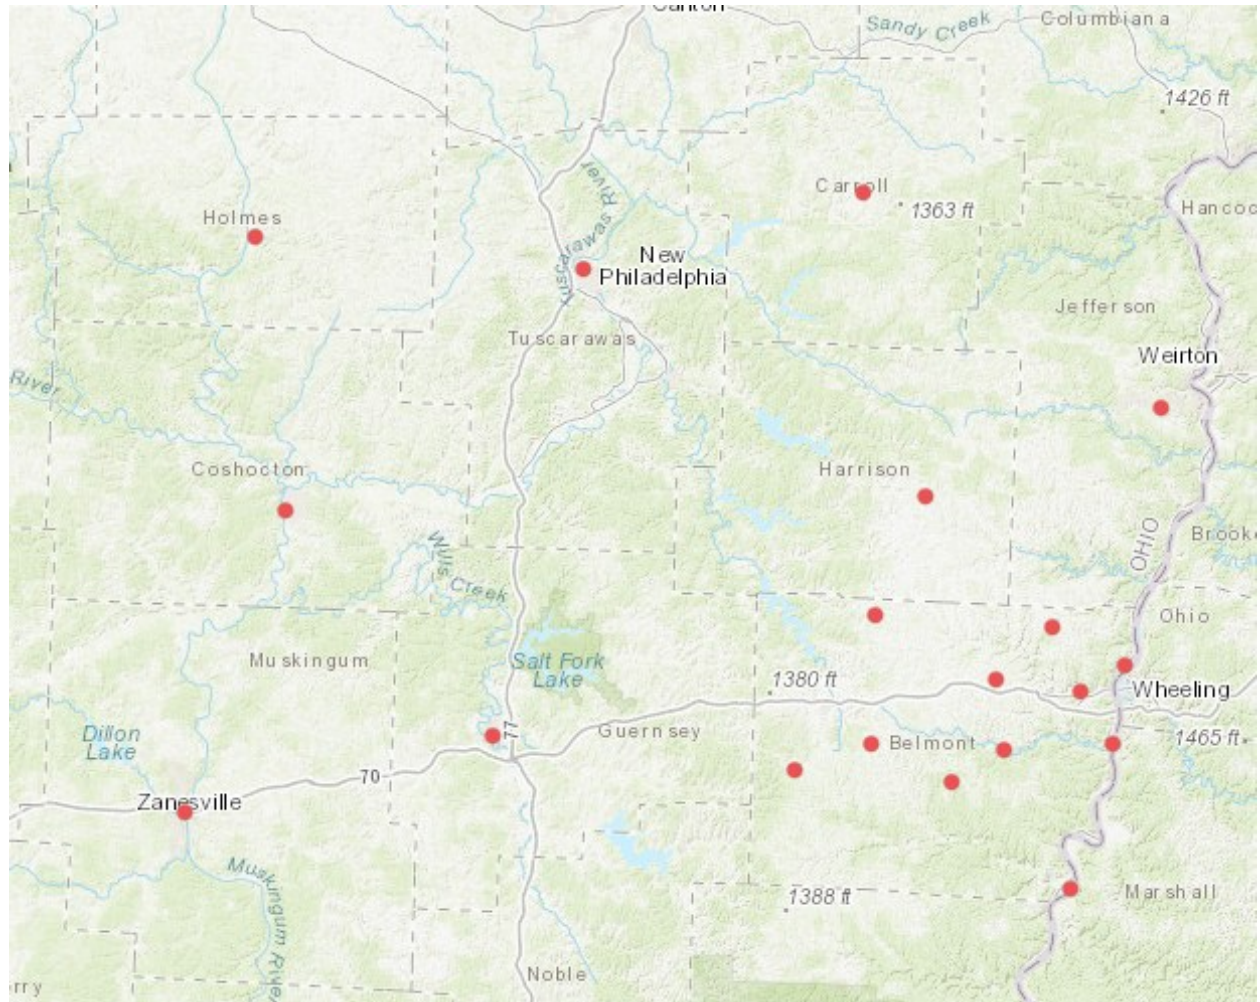 Canton
Sandy Creek
Columbiana
1426 ft
Carroll
1363 ft
Hancoc
Holmes
Tuscarawas River
New
Philadelphia
Jefferson
Tuscarawas
Weirton
River
Coshocton
Harrison
OHIO
Brooke
Wills Creek
Ohio
Muskingum
Salt Fork
Lake
1380 ft
Wheeling
Dillon
Lake
77
Guernsey
Belmont
1465 ft
70
Zanesville
Muskingum River
1388 ft
Marshall
Noble
rry